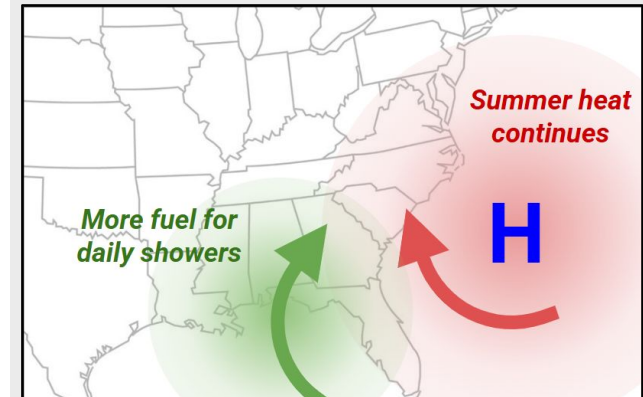 Summer heat
continues
H
More fuel for
daily showers